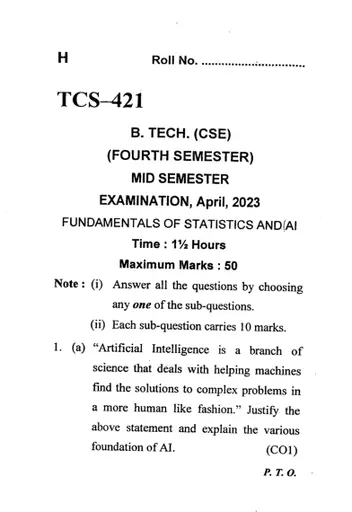 H Roll No. ..............................
TCS–421
B. TECH. (CSE)
(FOURTH SEMESTER)
MID SEMESTER
EXAMINATION, April, 2023
FUNDAMENTALS OF STATISTICS AND/AI
Time : 1½ Hours
Maximum Marks : 50
Note : (i) Answer all the questions by choosing
any one of the sub-questions.
(ii) Each sub-question carries 10 marks.
1. (a) “Artificial Intelligence is a branch of
science that deals with helping machines
find the solutions to complex problems in
a more human like fashion.” Justify the
above statement and explain the various
foundation of AI. (CO1)
P. T. O.